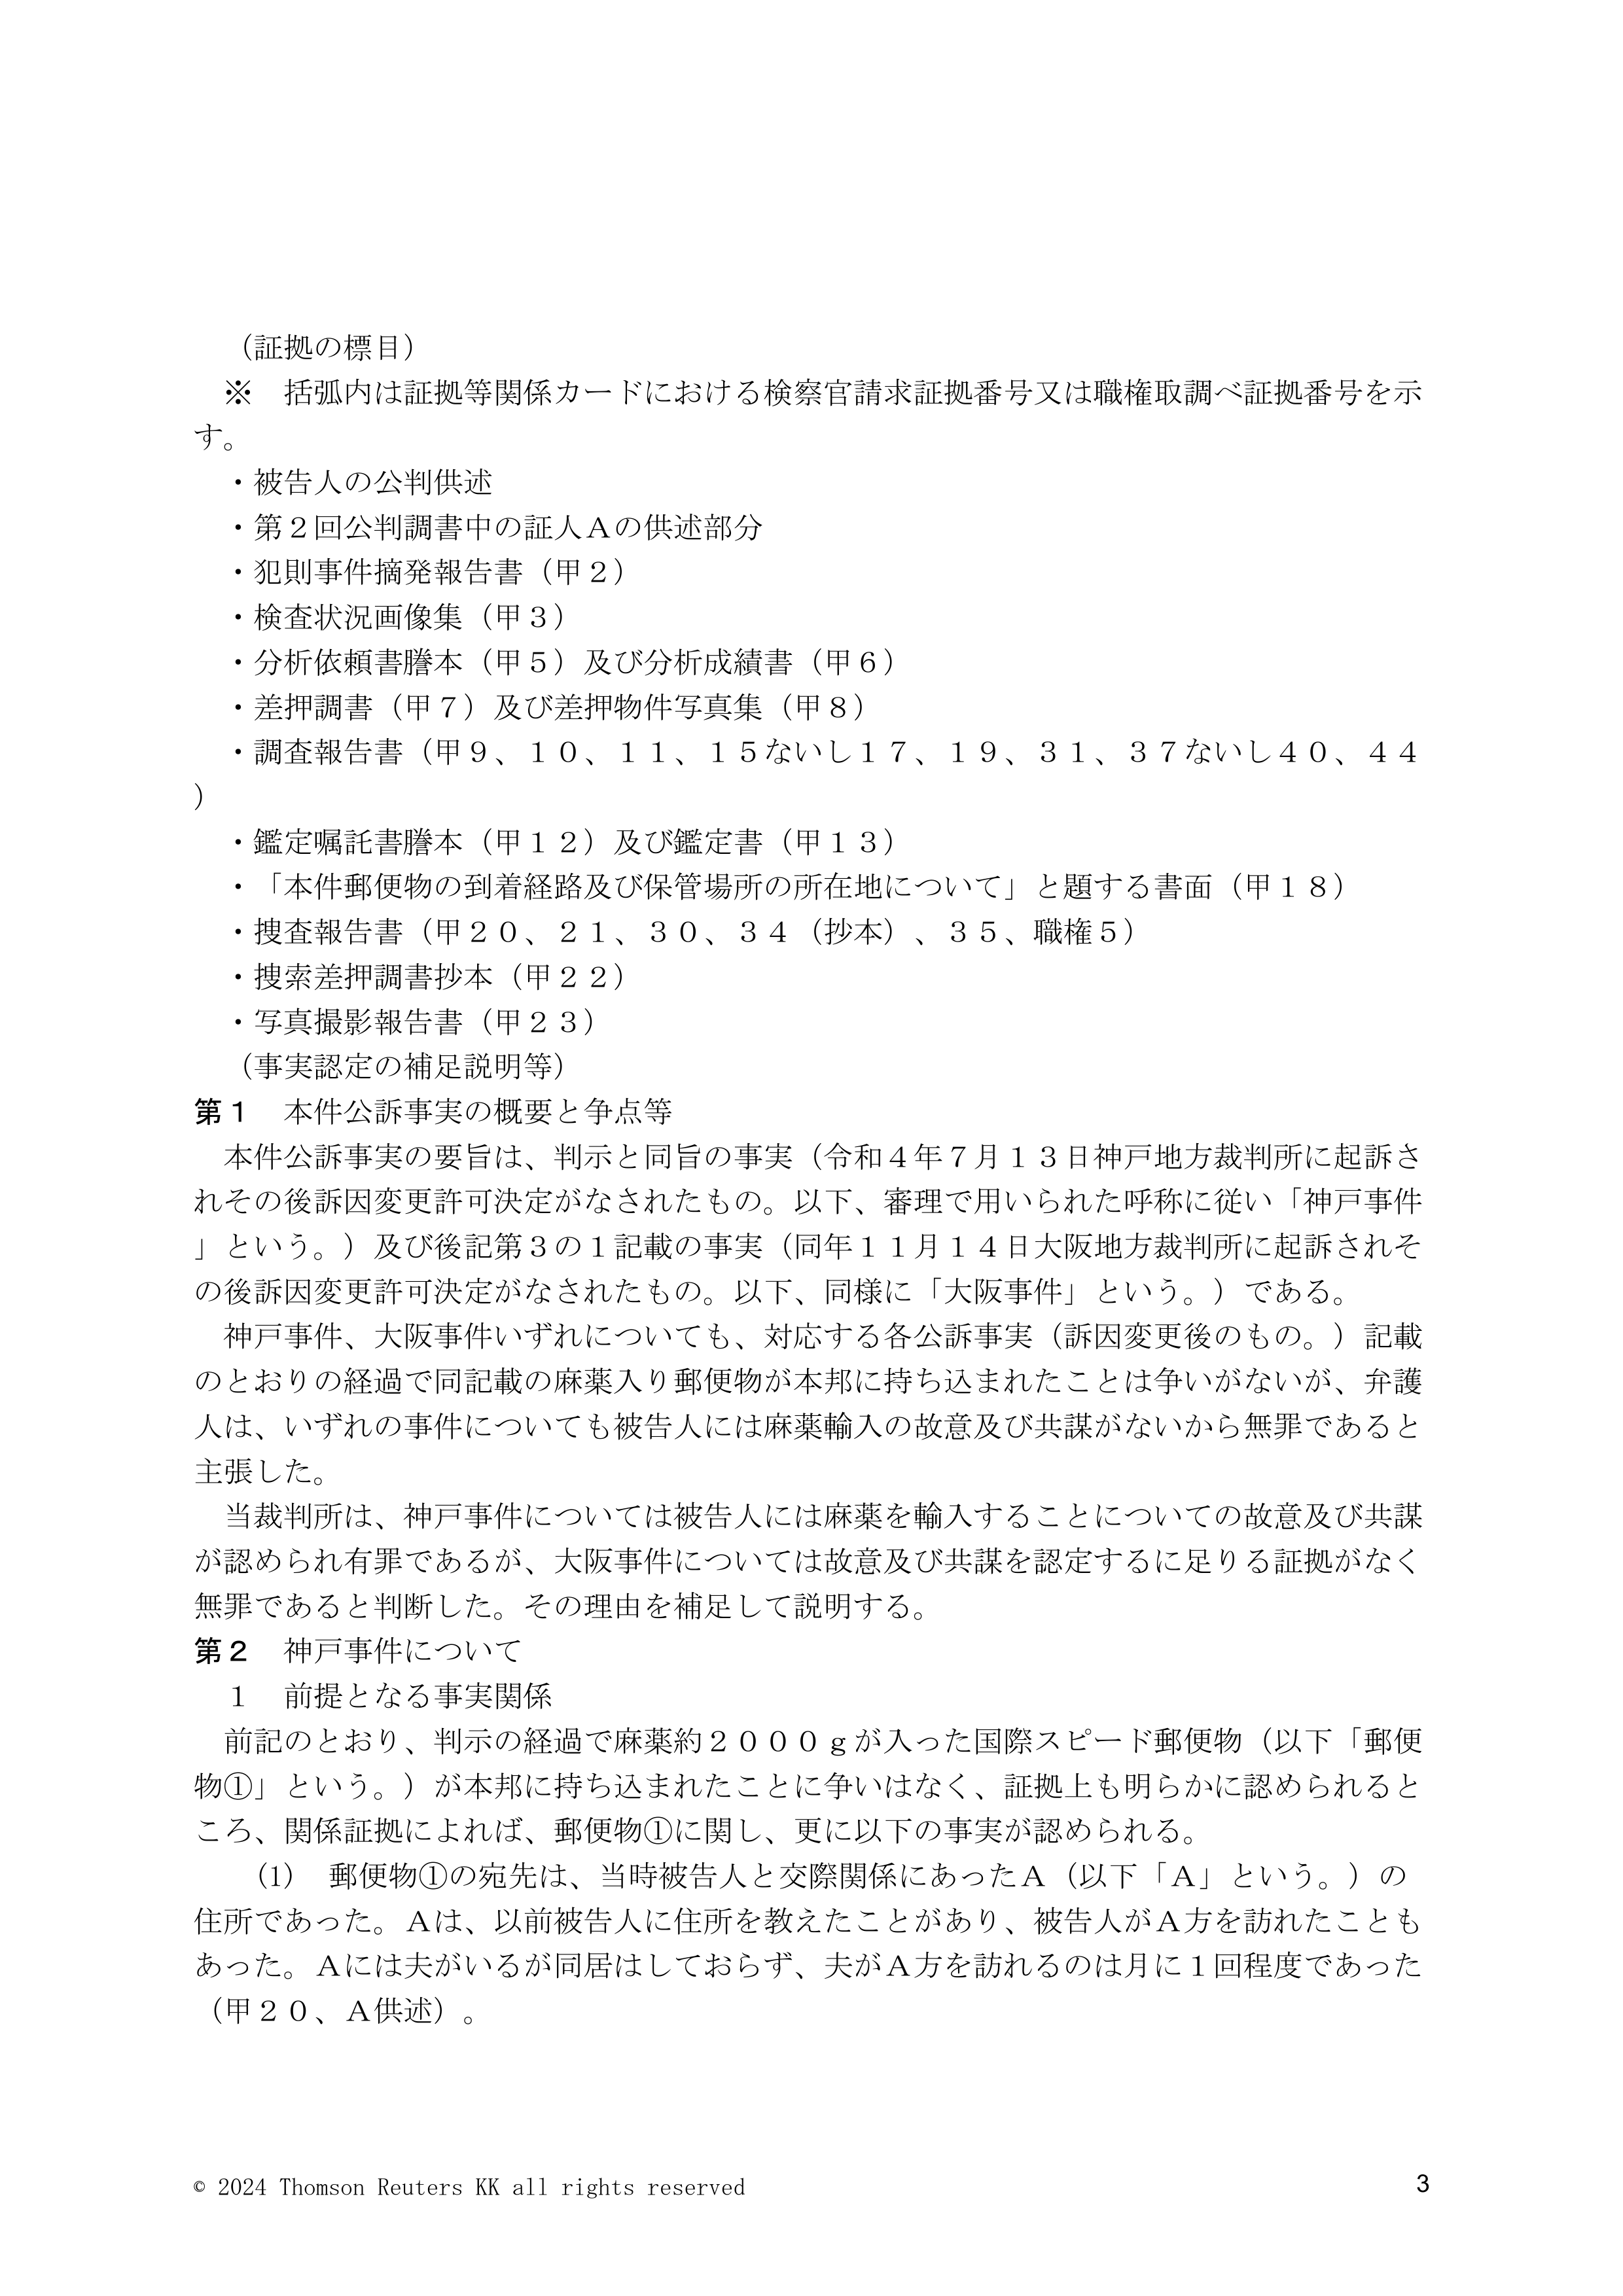 （証拠の標目）
※　括弧内は証拠等関係カードにおける検察官請求証拠番号又は職権取調べ証拠番号を示
す。
・被告人の公判供述
・第２回公判調書中の証人Ａの供述部分
・犯則事件摘発報告書（甲２）
・検査状況画像集（甲３）
・分析依頼書謄本（甲５）及び分析成績書（甲６）
・差押調書（甲７）及び差押物件写真集（甲８）
・調査報告書（甲９、１０、１１、１５ないし１７、１９、３１、３７ないし４０、４４
）
・鑑定嘱託書謄本（甲１２）及び鑑定書（甲１３）
・「本件郵便物の到着経路及び保管場所の所在地について」と題する書面（甲１８）
・捜査報告書（甲２０、２１、３０、３４（抄本）、３５、職権５）
・捜索差押調書抄本（甲２２）
・写真撮影報告書（甲２３）
（事実認定の補足説明等）
第１　本件公訴事実の概要と争点等
本件公訴事実の要旨は、判示と同旨の事実（令和４年７月１３日神戸地方裁判所に起訴さ
れその後訴因変更許可決定がなされたもの。以下、審理で用いられた呼称に従い「神戸事件
」という。）及び後記第３の１記載の事実（同年１１月１４日大阪地方裁判所に起訴されそ
の後訴因変更許可決定がなされたもの。以下、同様に「大阪事件」という。）である。
神戸事件、大阪事件いずれについても、対応する各公訴事実（訴因変更後のもの。）記載
のとおりの経過で同記載の麻薬入り郵便物が本邦に持ち込まれたことは争いがないが、弁護
人は、いずれの事件についても被告人には麻薬輸入の故意及び共謀がないから無罪であると
主張した。
当裁判所は、神戸事件については被告人には麻薬を輸入することについての故意及び共謀
が認められ有罪であるが、大阪事件については故意及び共謀を認定するに足りる証拠がなく
無罪であると判断した。その理由を補足して説明する。
第２　神戸事件について
１　前提となる事実関係
前記のとおり、判示の経過で麻薬約２０００ｇが入った国際スピード郵便物（以下「郵便
物①」という。）が本邦に持ち込まれたことに争いはなく、証拠上も明らかに認められると
ころ、関係証拠によれば、郵便物①に関し、更に以下の事実が認められる。
(1)　郵便物①の宛先は、当時被告人と交際関係にあったＡ（以下「Ａ」という。）の
住所であった。Ａは、以前被告人に住所を教えたことがあり、被告人がＡ方を訪れたことも
あった。Ａには夫がいるが同居はしておらず、夫がＡ方を訪れるのは月に１回程度であった
（甲２０、Ａ供述）。
© 2024 Thomson Reuters KK all rights reserved
3